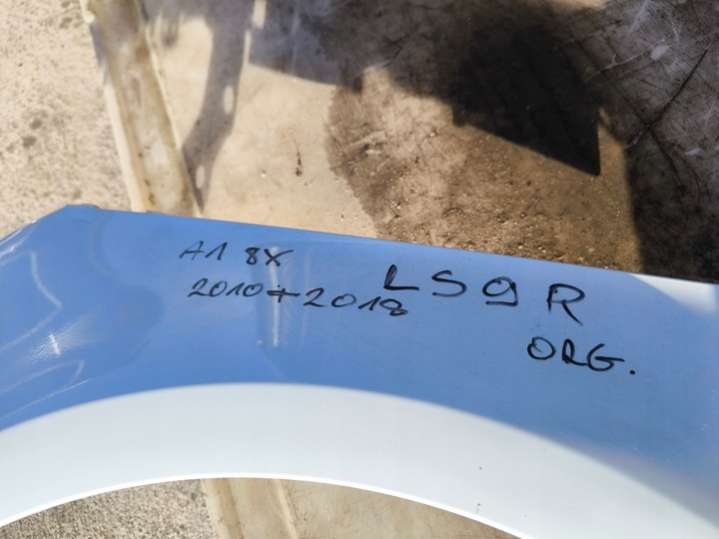 A1 8X
2010+2018
LS9R
ORG.